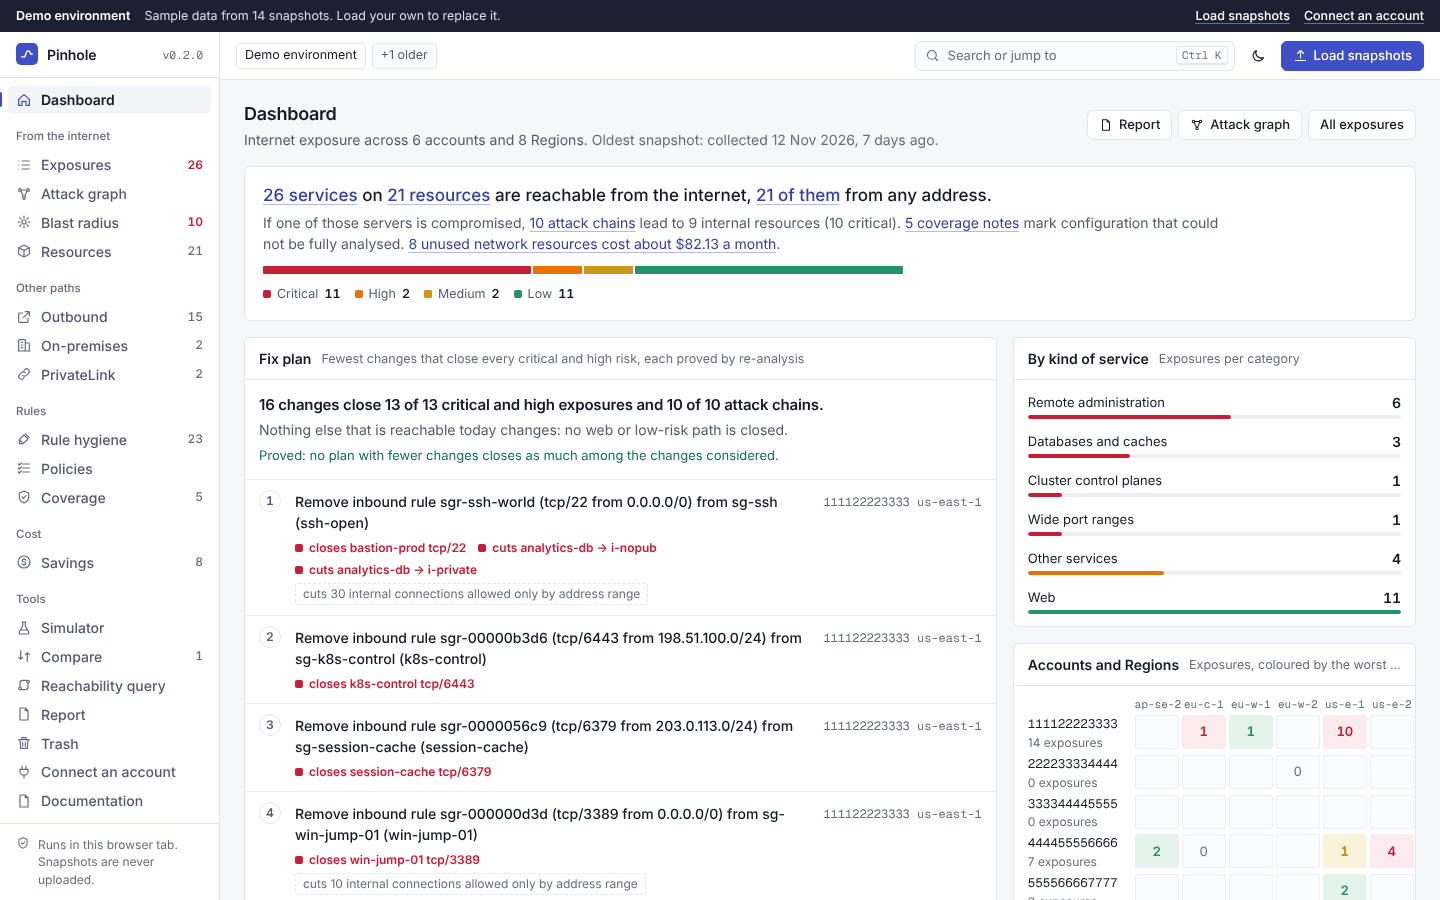 Demo environment Sample data from 14 snapshots. Load your own to replace it. Load snapshots Connect an account
Pinhole v0.2.0
Demo environment +1 older Search or jump to Ctrl K Load snapshots
Dashboard
From the internet
Exposures 26
Attack graph
Blast radius 10
Resources 21
Other paths
Outbound 15
On-premises 2
PrivateLink 2
Rules
Rule hygiene 23
Policies
Coverage 5
Cost
Savings 8
Tools
Simulator
Compare 1
Reachability query
Report
Trash
Connect an account
Documentation
Runs in this browser tab.
Snapshots are never
uploaded.
Dashboard
Internet exposure across 6 accounts and 8 Regions. Oldest snapshot: collected 12 Nov 2026, 7 days ago.
Report Attack graph All exposures
26 services on 21 resources are reachable from the internet, 21 of them from any address.
If one of those servers is compromised, 10 attack chains lead to 9 internal resources (10 critical). 5 coverage notes mark configuration that could
not be fully analysed. 8 unused network resources cost about $82.13 a month.
Critical 11 High 2 Medium 2 Low 11
Fix plan Fewest changes that close every critical and high risk, each proved by re-analysis
16 changes close 13 of 13 critical and high exposures and 10 of 10 attack chains.
Nothing else that is reachable today changes: no web or low-risk path is closed.
Proved: no plan with fewer changes closes as much among the changes considered.
1 Remove inbound rule sgr-ssh-world (tcp/22 from 0.0.0.0/0) from sg-ssh 111122223333 us-east-1
(ssh-open)
closes bastion-prod tcp/22 cuts analytics-db → i-nopub
cuts analytics-db → i-private
cuts 30 internal connections allowed only by address range
2 Remove inbound rule sgr-00000b3d6 (tcp/6443 from 198.51.100.0/24) from 111122223333 us-east-1
sg-k8s-control (k8s-control)
closes k8s-control tcp/6443
3 Remove inbound rule sgr-0000056c9 (tcp/6379 from 203.0.113.0/24) from 111122223333 us-east-1
sg-session-cache (session-cache)
closes session-cache tcp/6379
4 Remove inbound rule sgr-000000d3d (tcp/3389 from 0.0.0.0/0) from sg- 111122223333 us-east-1
win-jump-01 (win-jump-01)
closes win-jump-01 tcp/3389
cuts 10 internal connections allowed only by address range
By kind of service Exposures per category
Remote administration 6
Databases and caches 3
Cluster control planes 1
Wide port ranges 1
Other services 4
Web 11
Accounts and Regions Exposures, coloured by the worst ...
ap-se-2 eu-c-1 eu-w-1 eu-w-2 us-e-1 us-e-2
111122223333 1 1 10
14 exposures
222233334444 0
0 exposures
333344445555
0 exposures
444455556666 2 0 1 4
7 exposures
555566667777 2